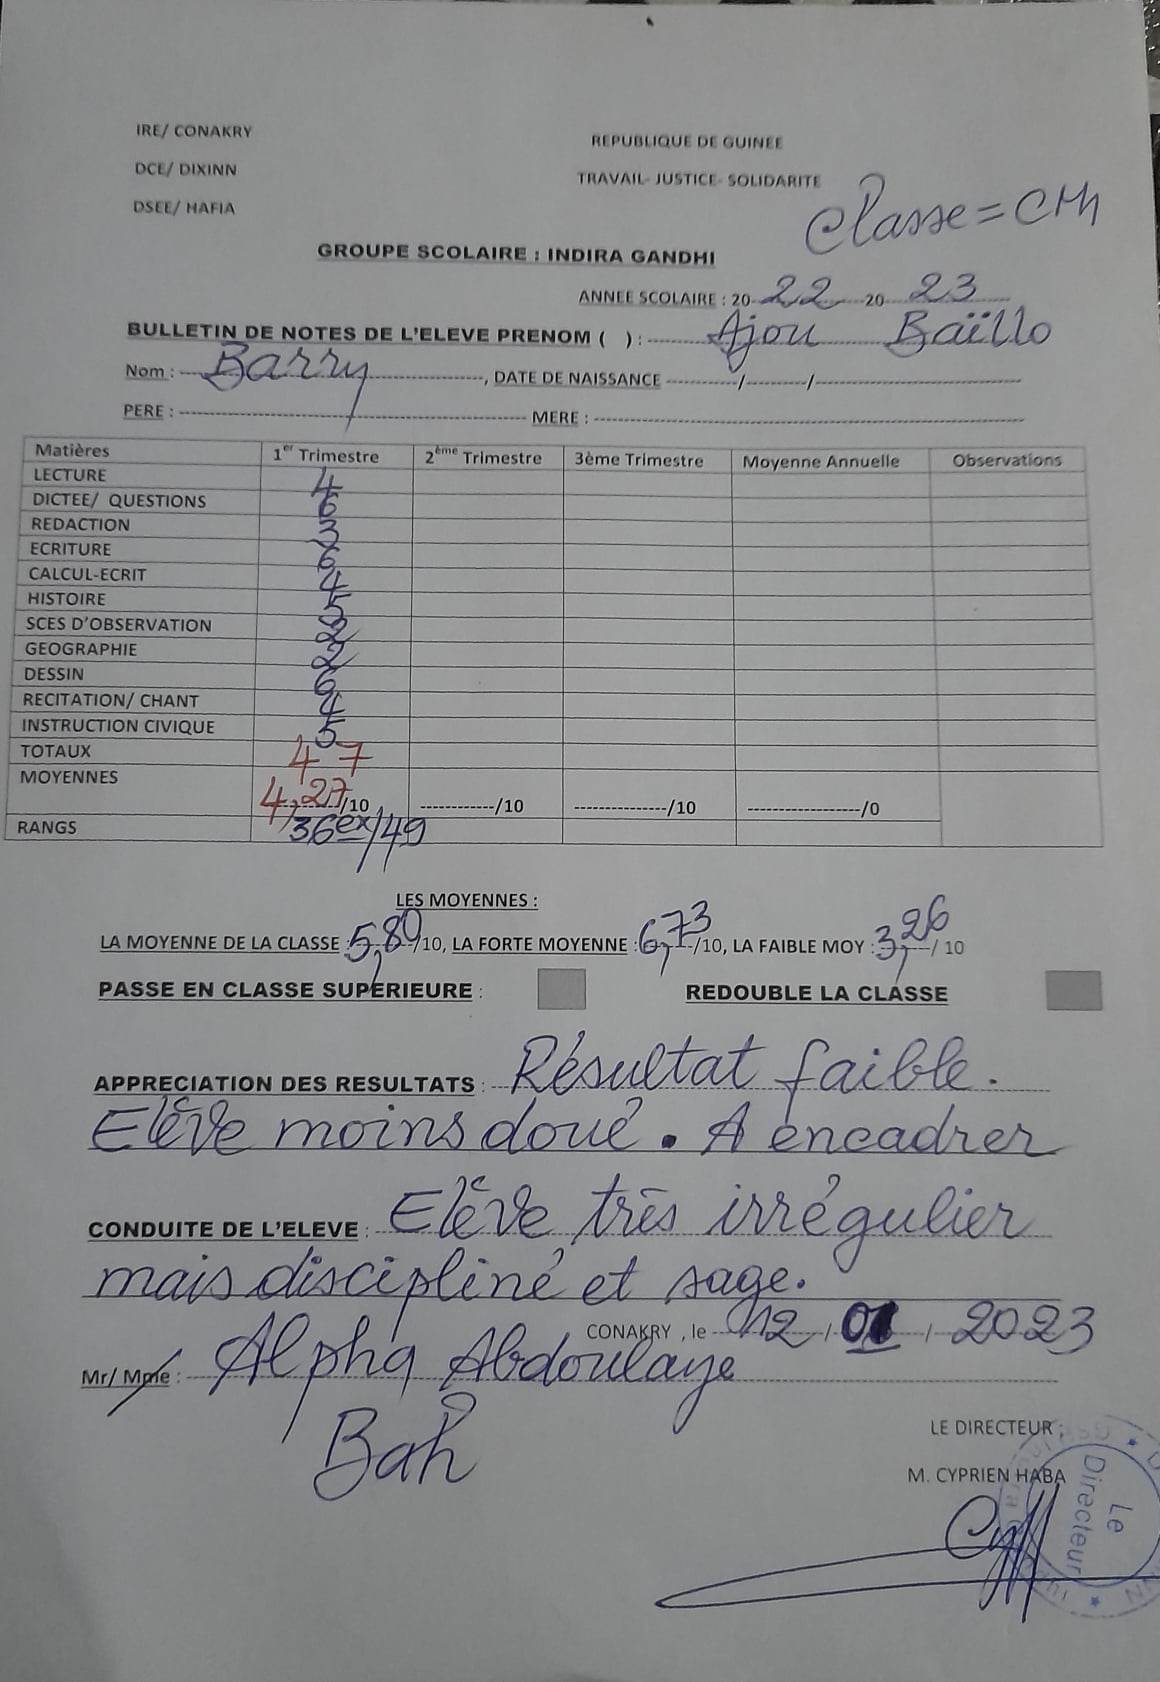 IRE/ CONAKRY
REPUBLIQUE DE GUINEE
DCE/ DIXINN
TRAVAIL- JUSTICE- SOLIDARITE
DSEE/ HAFIA
Classe = CM1
GROUPE SCOLAIRE : INDIRA GANDHI
ANNEE SCOLAIRE : 20 22 20 23
BULLETIN DE NOTES DE L'ELEVE PRENOM ( ) : Ajou Baïllo
Nom : Barry, DATE DE NAISSANCE / /
PERE : MERE :
Matières 1er Trimestre 2ème Trimestre 3ème Trimestre Moyenne Annuelle Observations
LECTURE 4
DICTEE/ QUESTIONS 6
REDACTION 3
ECRITURE 6
CALCUL-ECRIT 4
HISTOIRE 5
SCES D'OBSERVATION 2
GEOGRAPHIE 2
DESSIN 6
RECITATION/ CHANT 4
INSTRUCTION CIVIQUE 5
TOTAUX 47
MOYENNES
4,27/10 /10 /10 /0
RANGS 36ex/49
LES MOYENNES :
LA MOYENNE DE LA CLASSE : 5,80/10, LA FORTE MOYENNE : 6,73/10, LA FAIBLE MOY : 3,26/ 10
PASSE EN CLASSE SUPERIEURE : REDOUBLE LA CLASSE
APPRECIATION DES RESULTATS : Résultat faible.
Elève moins doué. A encadrer
CONDUITE DE L'ELEVE : Elève très irrégulier
mais discipliné et sage.
CONAKRY , le 12 / 01 / 2023
Mr/ Mme : Alpha Abdoulaye
Bah
LE DIRECTEUR :
M. CYPRIEN HABA
Le
Directeur